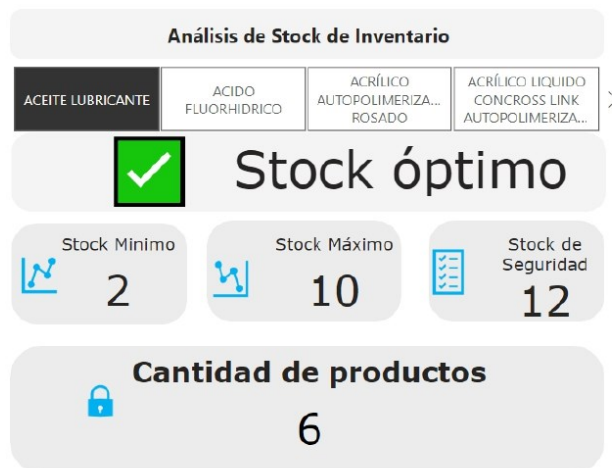 Análisis de Stock de Inventario
ACEITE LUBRICANTE
ACIDO
FLUORHIDRICO
ACRÍLICO
AUTOPOLIMERIZA...
ROSADO
ACRÍLICO LIQUIDO
CONCROSS LINK
AUTOPOLIMERIZA...
Stock óptimo
Stock Minimo
2
Stock Máximo
10
Stock de
Seguridad
12
Cantidad de productos
6